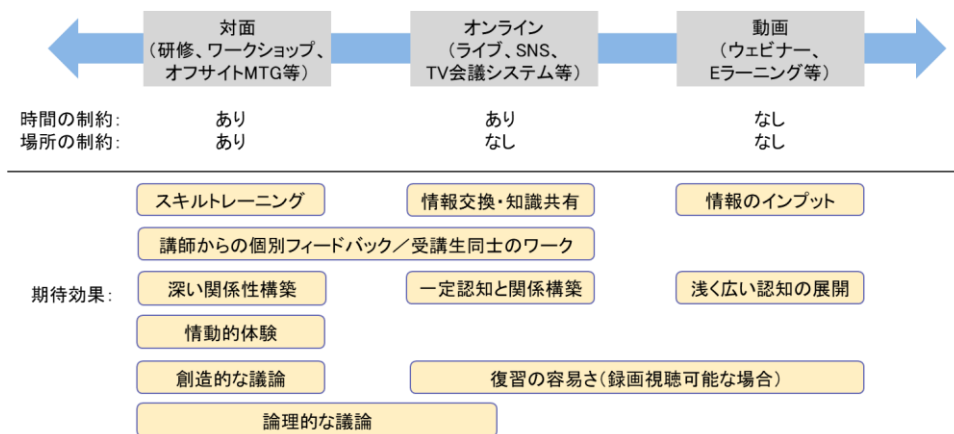 対面
(研修、ワークショップ、
オフサイトMTG等)
オンライン
(ライブ、SNS、
TV会議システム等)
動画
(ウェビナー、
Eラーニング等)
時間の制約: あり あり なし
場所の制約: あり なし なし
スキルトレーニング 情報交換・知識共有 情報のインプット
講師からの個別フィードバック／受講生同士のワーク
期待効果: 深い関係性構築 一定認知と関係構築 浅く広い認知の展開
情動的体験
創造的な議論 復習の容易さ(録画視聴可能な場合)
論理的な議論